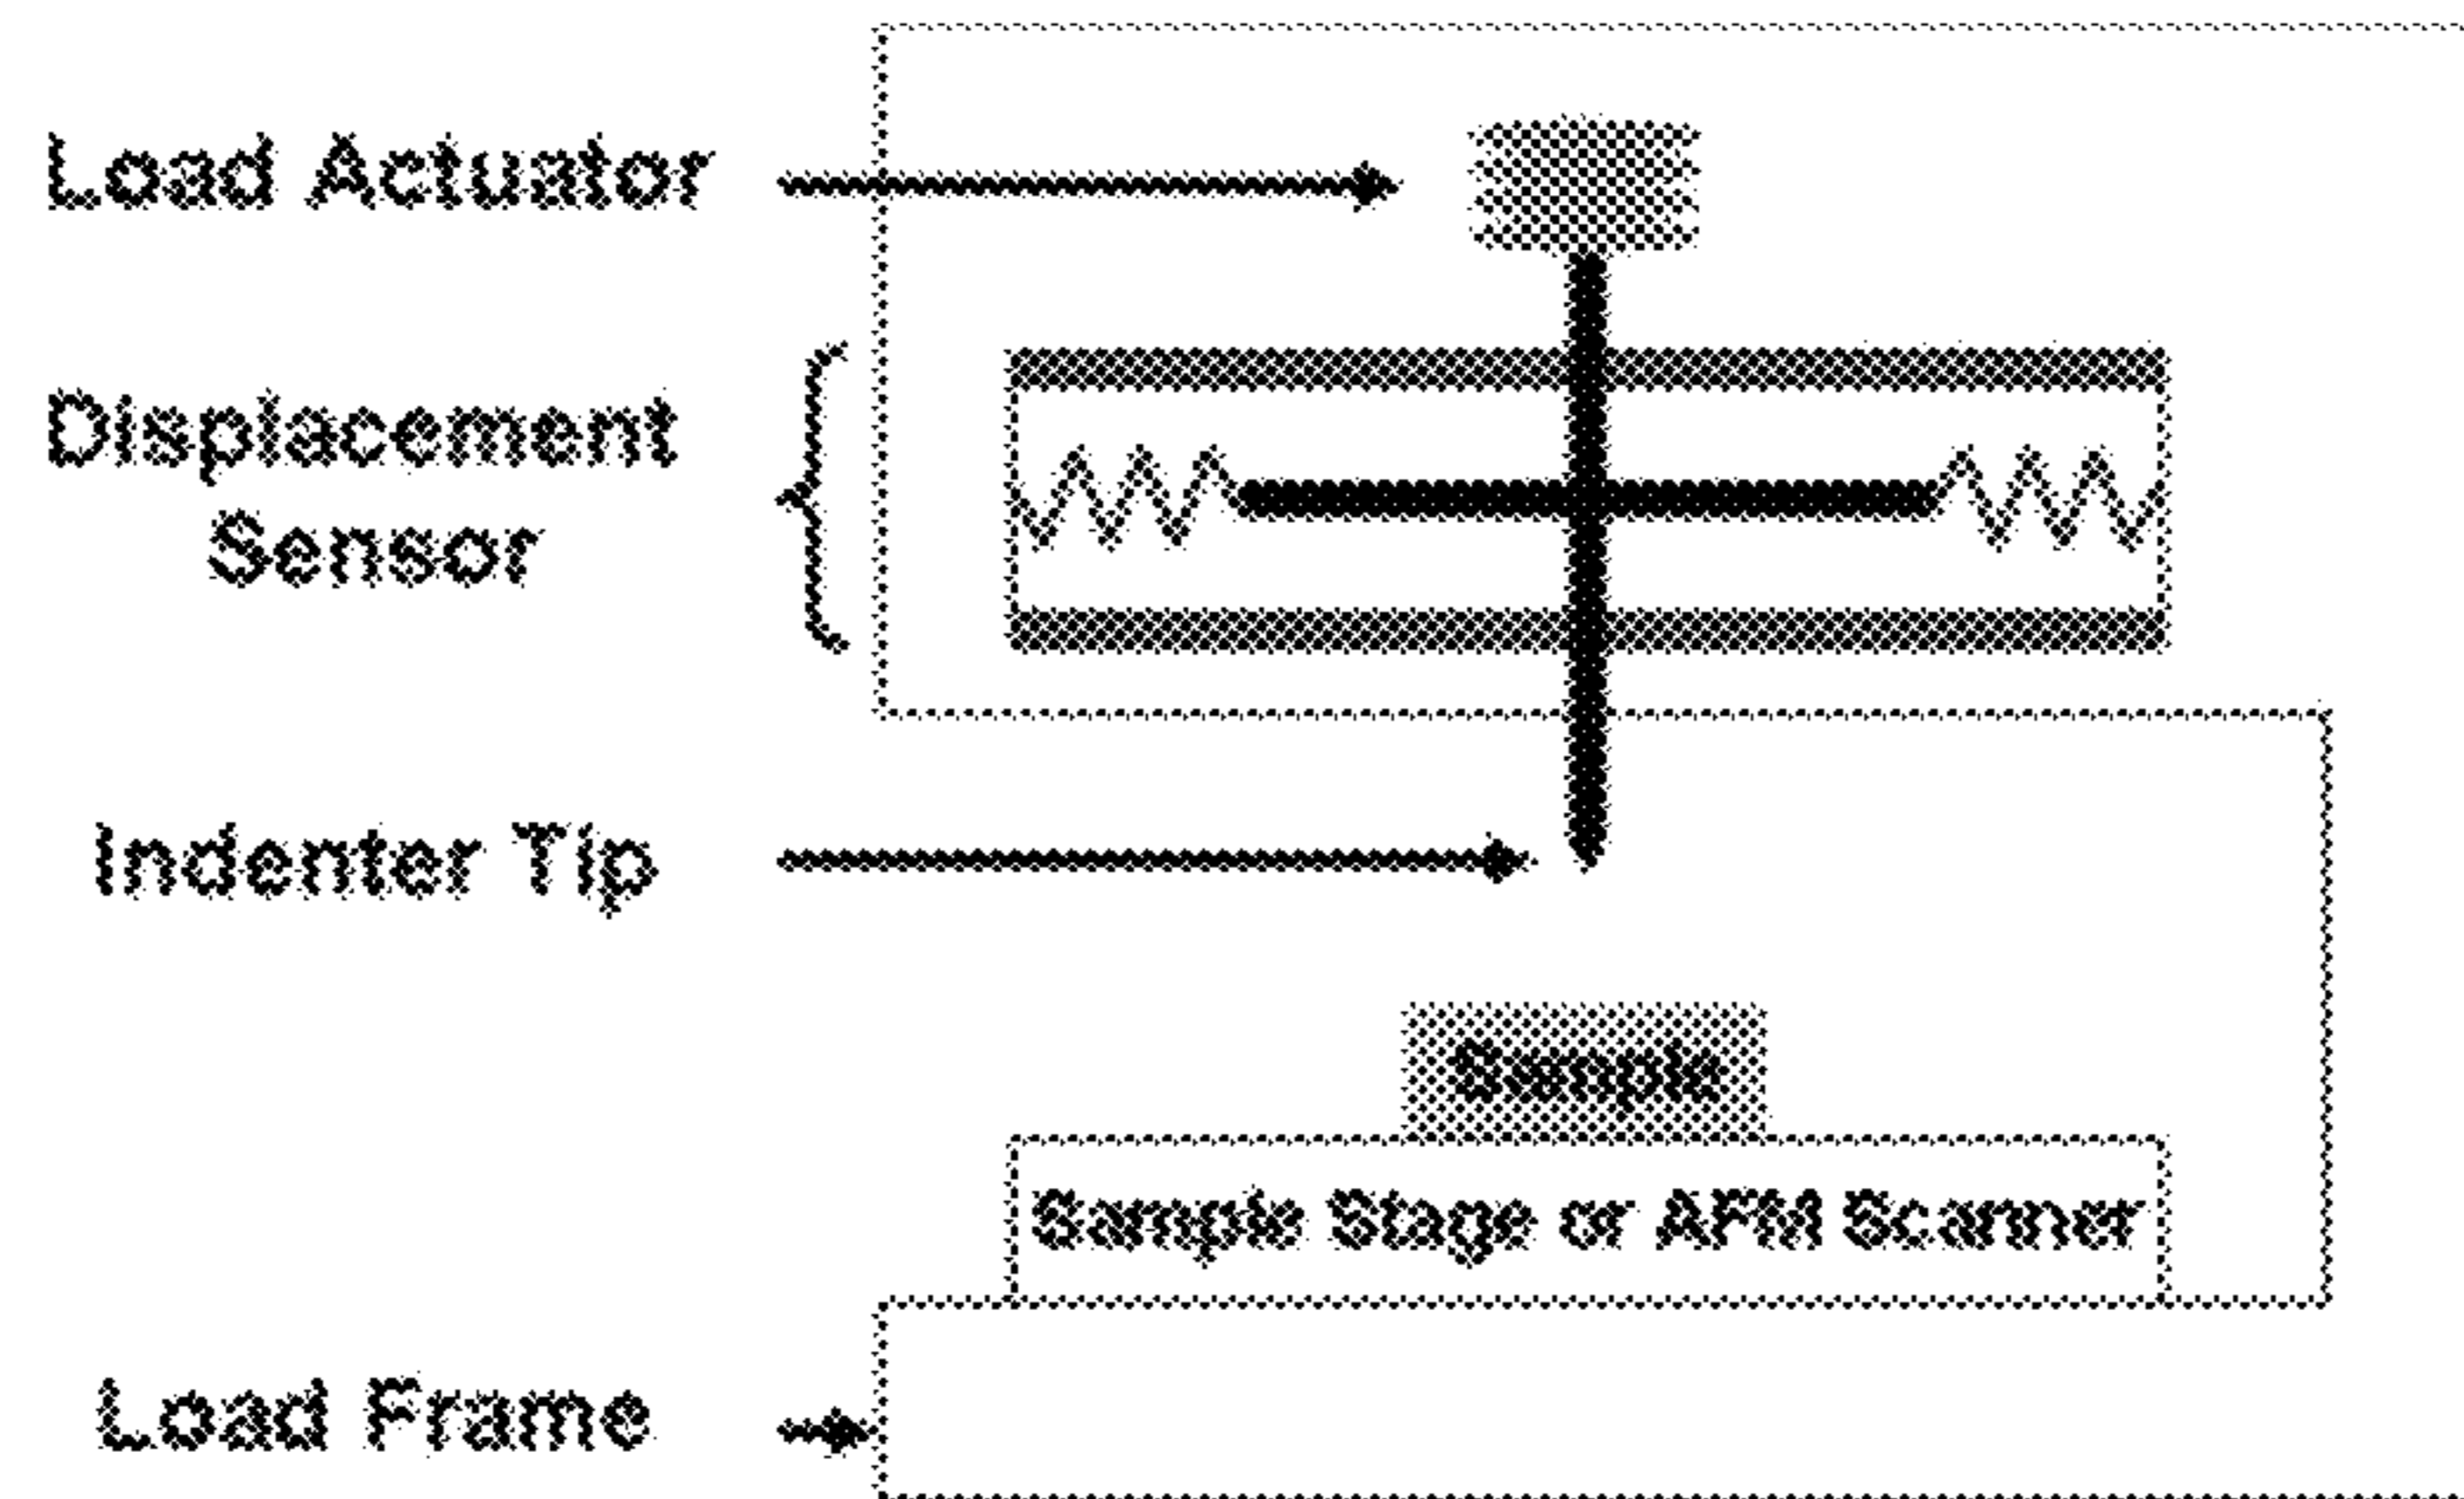 Load Actuator
Displacement
Sensor
Indenter Tip
Sample
Sample Stage or AFM Scanner
Load Frame